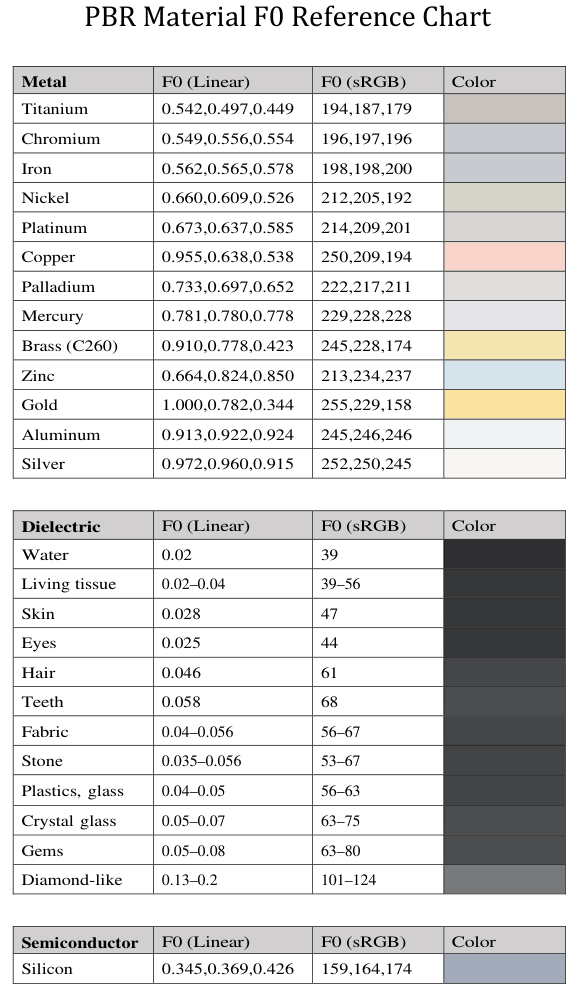 PBR Material F0 Reference Chart
Metal F0 (Linear) F0 (sRGB) Color
Titanium 0.542,0.497,0.449 194,187,179
Chromium 0.549,0.556,0.554 196,197,196
Iron 0.562,0.565,0.578 198,198,200
Nickel 0.660,0.609,0.526 212,205,192
Platinum 0.673,0.637,0.585 214,209,201
Copper 0.955,0.638,0.538 250,209,194
Palladium 0.733,0.697,0.652 222,217,211
Mercury 0.781,0.780,0.778 229,228,228
Brass (C260) 0.910,0.778,0.423 245,228,174
Zinc 0.664,0.824,0.850 213,234,237
Gold 1.000,0.782,0.344 255,229,158
Aluminum 0.913,0.922,0.924 245,246,246
Silver 0.972,0.960,0.915 252,250,245
Dielectric F0 (Linear) F0 (sRGB) Color
Water 0.02 39
Living tissue 0.02–0.04 39–56
Skin 0.028 47
Eyes 0.025 44
Hair 0.046 61
Teeth 0.058 68
Fabric 0.04–0.056 56–67
Stone 0.035–0.056 53–67
Plastics, glass 0.04–0.05 56–63
Crystal glass 0.05–0.07 63–75
Gems 0.05–0.08 63–80
Diamond-like 0.13–0.2 101–124
Semiconductor F0 (Linear) F0 (sRGB) Color
Silicon 0.345,0.369,0.426 159,164,174